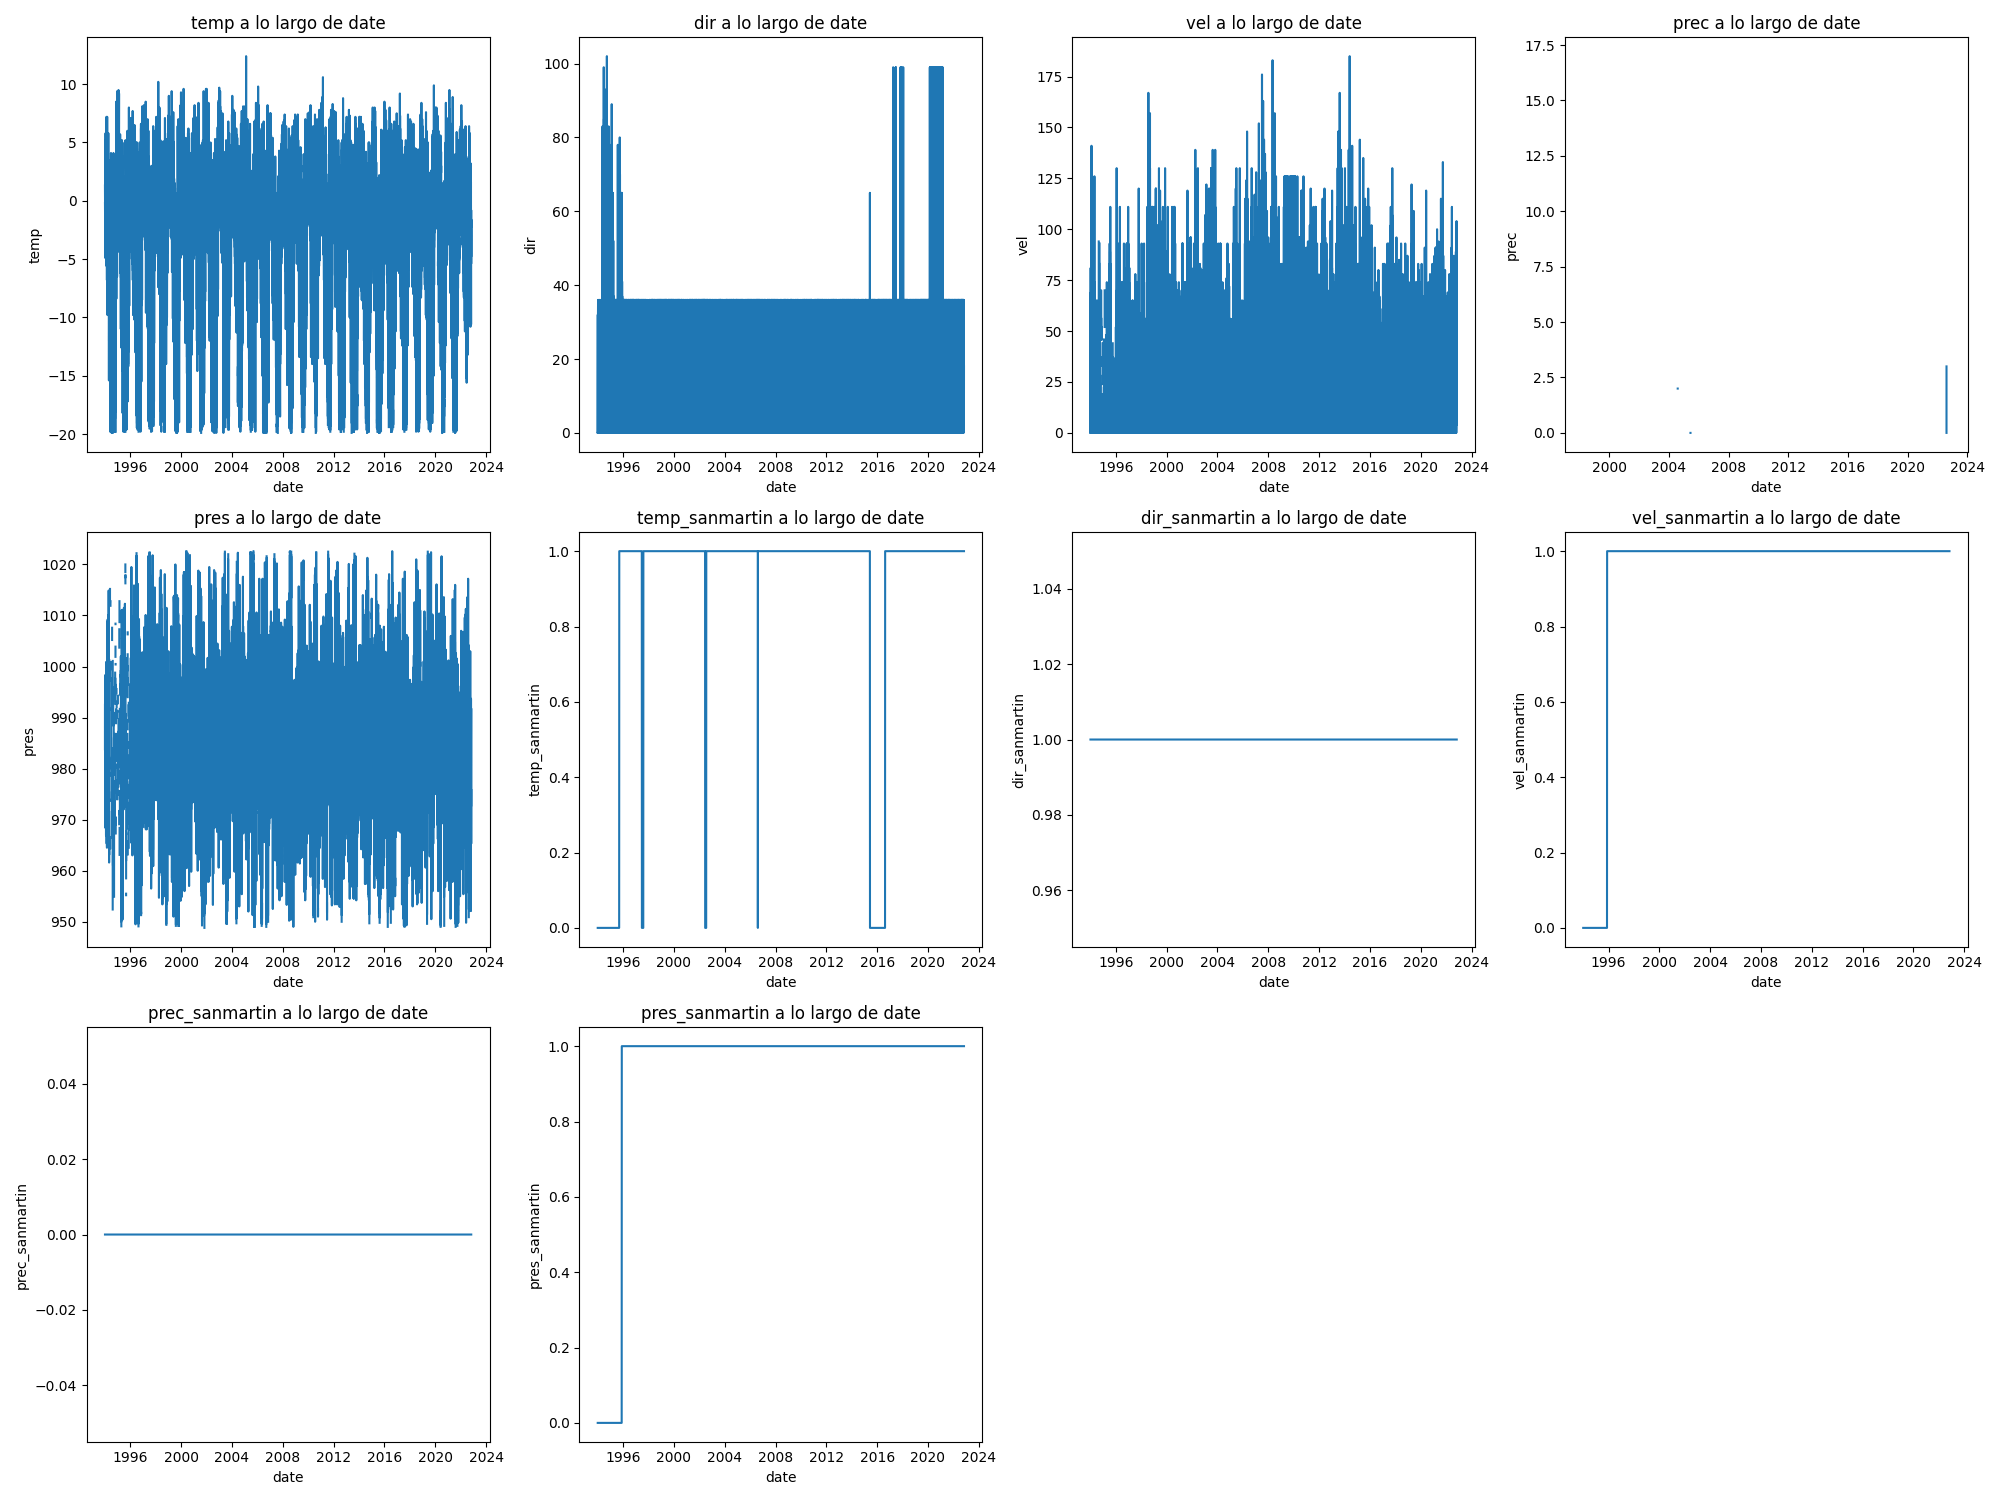 temp a lo largo de date
dir a lo largo de date
vel a lo largo de date
prec a lo largo de date
temp
10
5
0
−5
−10
−15
−20
1996 2000 2004 2008 2012 2016 2020 2024
date
dir
100
80
60
40
20
0
1996 2000 2004 2008 2012 2016 2020 2024
date
vel
175
150
125
100
75
50
25
0
1996 2000 2004 2008 2012 2016 2020 2024
date
prec
17.5
15.0
12.5
10.0
7.5
5.0
2.5
0.0
2000 2004 2008 2012 2016 2020 2024
date
pres a lo largo de date
temp_sanmartin a lo largo de date
dir_sanmartin a lo largo de date
vel_sanmartin a lo largo de date
pres
1020
1010
1000
990
980
970
960
950
1996 2000 2004 2008 2012 2016 2020 2024
date
temp_sanmartin
1.0
0.8
0.6
0.4
0.2
0.0
1996 2000 2004 2008 2012 2016 2020 2024
date
dir_sanmartin
1.04
1.02
1.00
0.98
0.96
1996 2000 2004 2008 2012 2016 2020 2024
date
vel_sanmartin
1.0
0.8
0.6
0.4
0.2
0.0
1996 2000 2004 2008 2012 2016 2020 2024
date
prec_sanmartin a lo largo de date
pres_sanmartin a lo largo de date
prec_sanmartin
0.04
0.02
0.00
−0.02
−0.04
1996 2000 2004 2008 2012 2016 2020 2024
date
pres_sanmartin
1.0
0.8
0.6
0.4
0.2
0.0
1996 2000 2004 2008 2012 2016 2020 2024
date